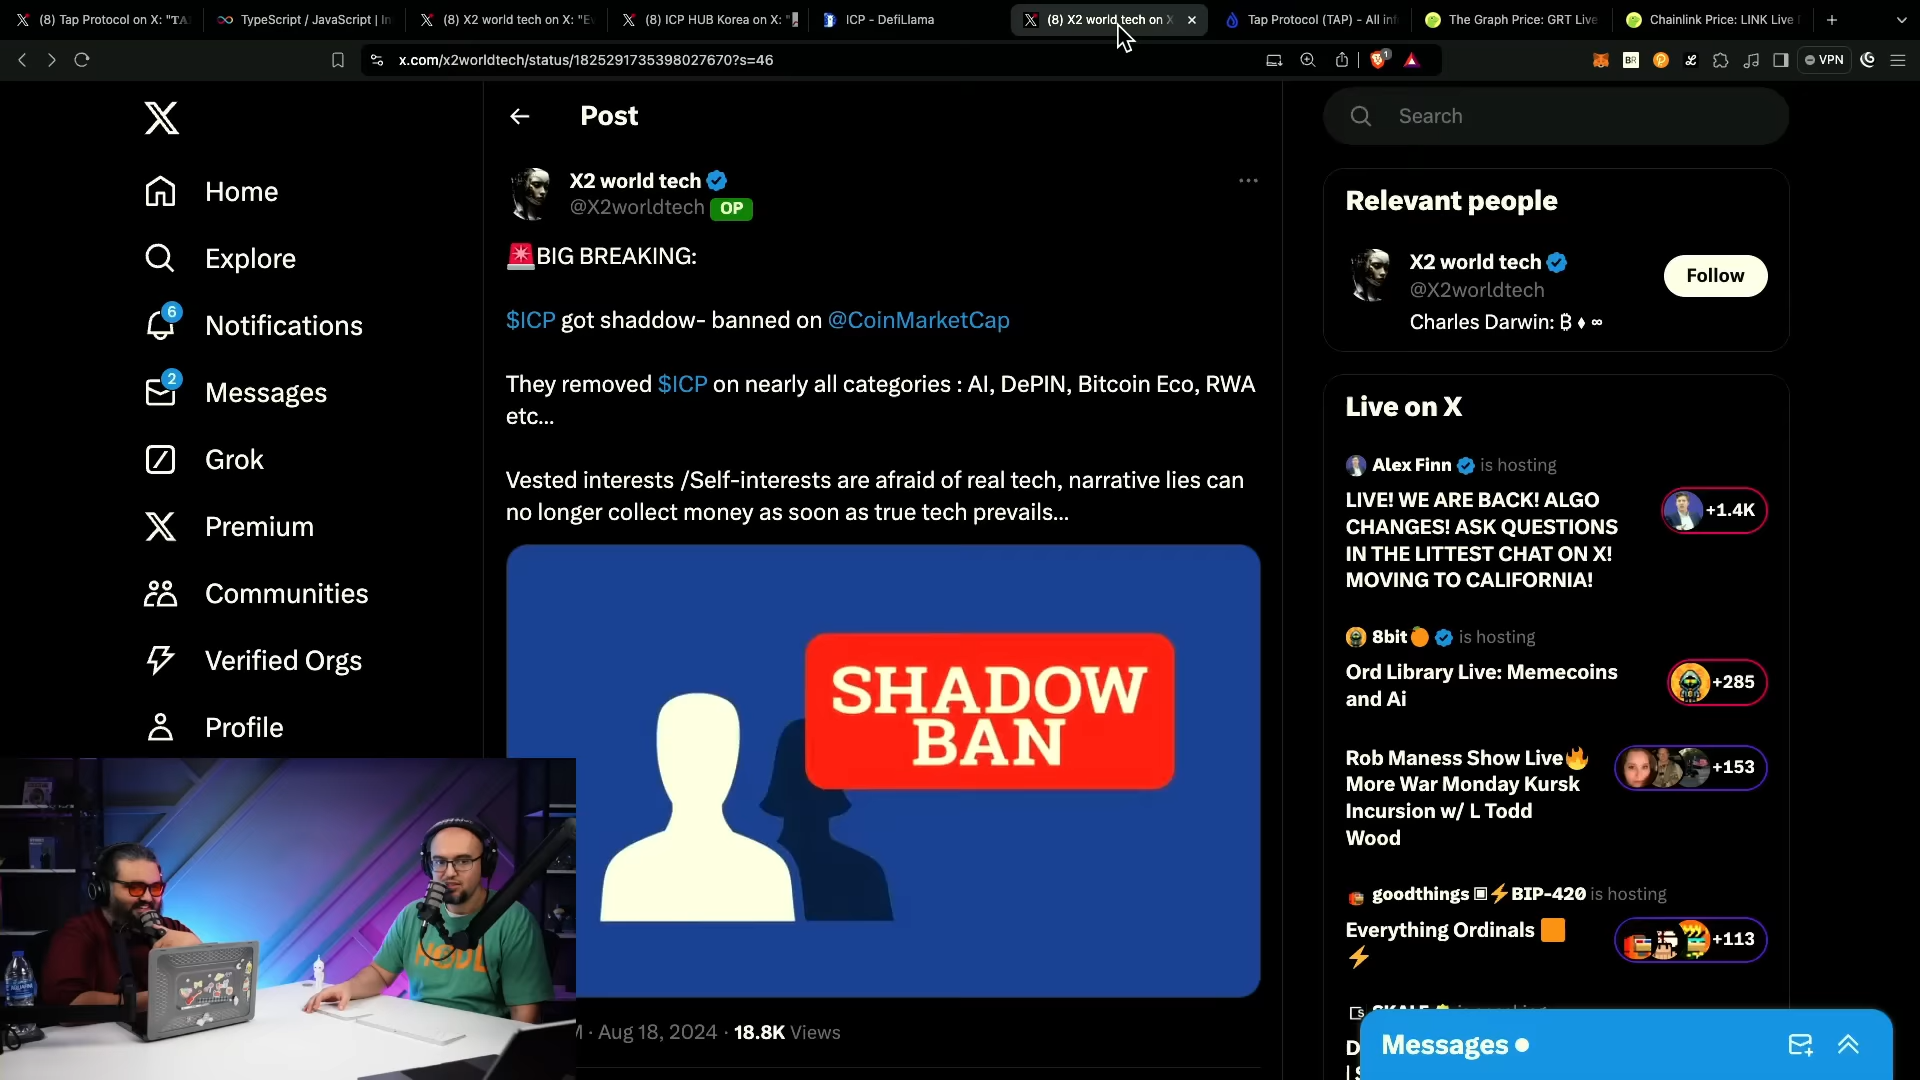 (8) Tap Protocol on X: "TA
TypeScript / JavaScript | In
(8) X2 world tech on X: "Ev
(8) ICP HUB Korea on X: "
ICP - DefiLlama
(8) X2 world tech on X
Tap Protocol (TAP) - All inf
The Graph Price: GRT Live
Chainlink Price: LINK Live
x.com/x2worldtech/status/1825291735398027670?s=46
1
BR
VPN
Home
Explore
6
Notifications
2
Messages
Grok
Premium
Communities
Verified Orgs
Profile
Post
X2 world tech
@X2worldtech OP
🚨BIG BREAKING:
$ICP got shaddow- banned on @CoinMarketCap
They removed $ICP on nearly all categories : AI, DePIN, Bitcoin Eco, RWA
etc...
Vested interests /Self-interests are afraid of real tech, narrative lies can
no longer collect money as soon as true tech prevails...
SHADOW
BAN
M · Aug 18, 2024 · 18.8K Views
HODL
Search
Relevant people
X2 world tech
@X2worldtech
Follow
Charles Darwin: ₿ ♦ ∞
Live on X
Alex Finn is hosting
LIVE! WE ARE BACK! ALGO
CHANGES! ASK QUESTIONS
IN THE LITTEST CHAT ON X!
MOVING TO CALIFORNIA!
+1.4K
8bit🍊 is hosting
Ord Library Live: Memecoins
and Ai
+285
Rob Maness Show Live🔥
More War Monday Kursk
Incursion w/ L Todd
Wood
+153
goodthings ▣⚡BIP-420 is hosting
Everything Ordinals 🟧
⚡
+113
Messages